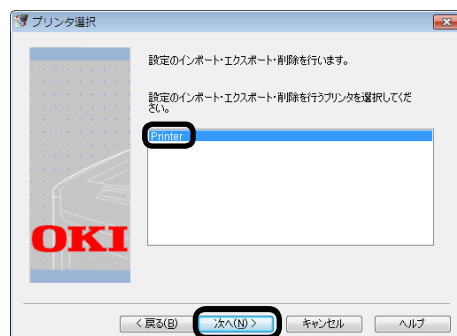 プリンタ選択
設定のインポート・エクスポート・削除を行います。
設定のインポート・エクスポート・削除を行うプリンタを選択してくだ
さい。
Printer
OKI
< 戻る(B)
次へ(N) >
キャンセル
ヘルプ